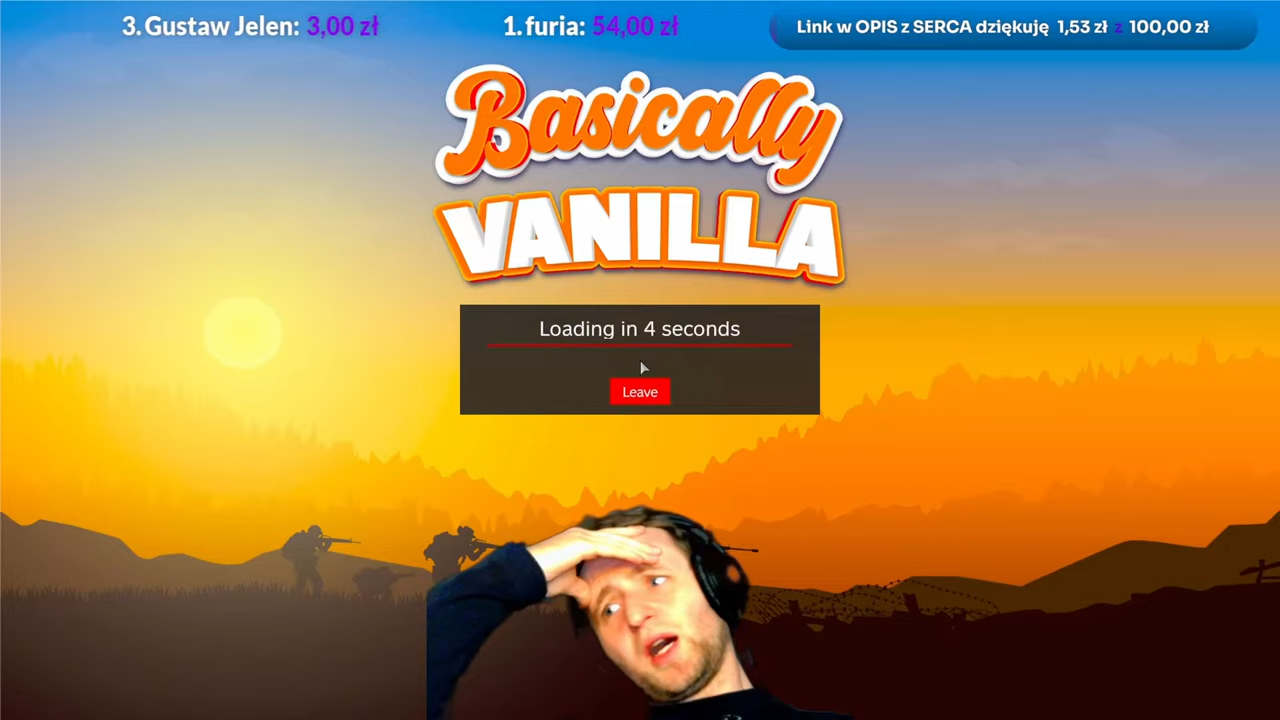 3. Gustaw Jelen: 3,00 zł
1. furia: 54,00 zł
Link w OPIS z SERCA dziękuję 1,53 zł z 100,00 zł
Basically
VANILLA
Loading in 4 seconds
Leave